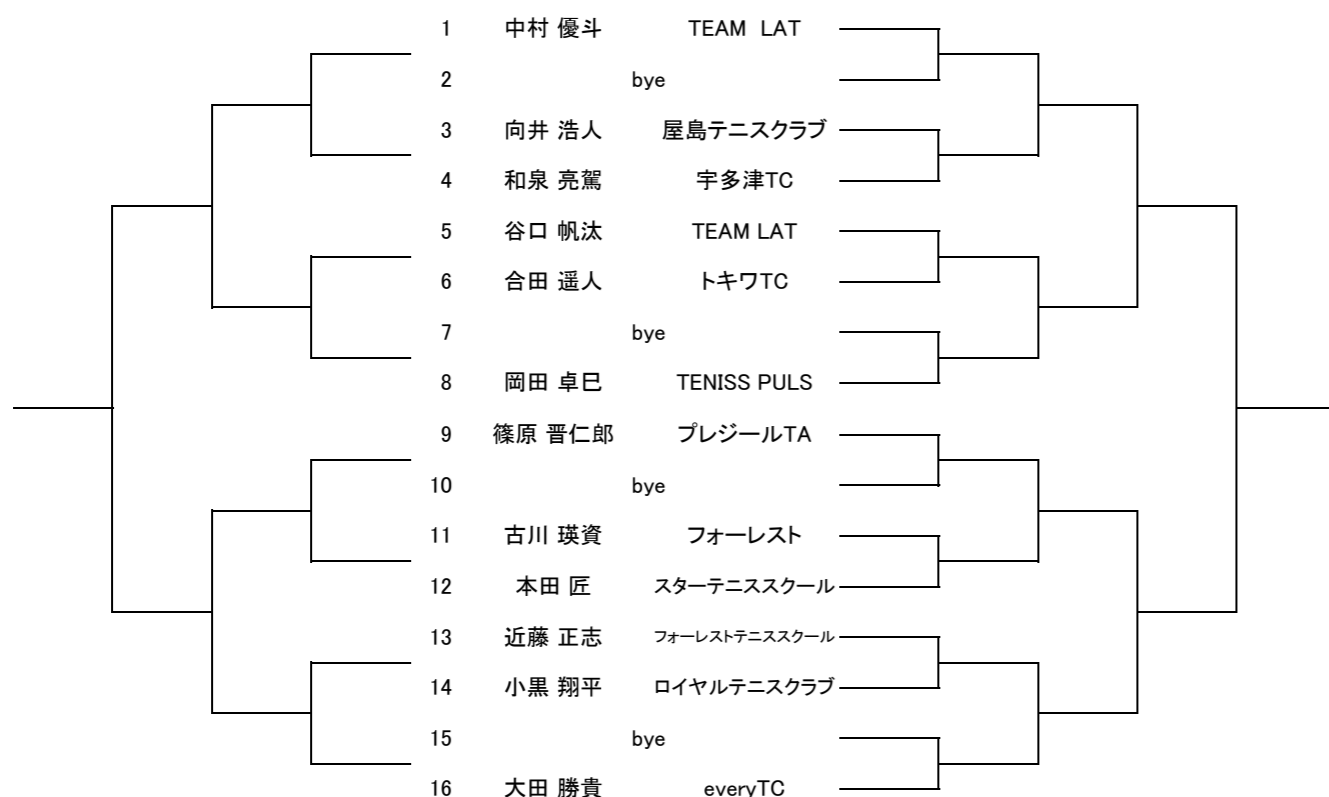 1 中村 優斗 TEAM LAT
2 bye
3 向井 浩人 屋島テニスクラブ
4 和泉 亮駕 宇多津TC
5 谷口 帆汰 TEAM LAT
6 合田 遥人 トキワTC
7 bye
8 岡田 卓巳 TENISS PULS
9 篠原 晋仁郎 プレジールTA
10 bye
11 古川 瑛資 フォーレスト
12 本田 匠 スターテニススクール
13 近藤 正志 フォーレストテニススクール
14 小黒 翔平 ロイヤルテニスクラブ
15 bye
16 大田 勝貴 everyTC